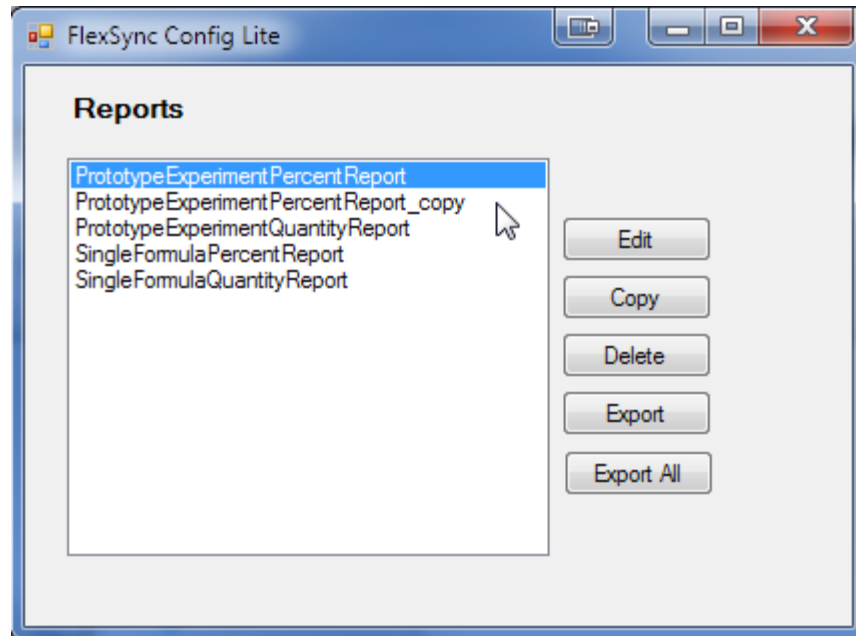 FlexSync Config Lite
Reports
PrototypeExperimentPercentReport
PrototypeExperimentPercentReport_copy
PrototypeExperimentQuantityReport
SingleFormulaPercentReport
SingleFormulaQuantityReport
Edit
Copy
Delete
Export
Export All